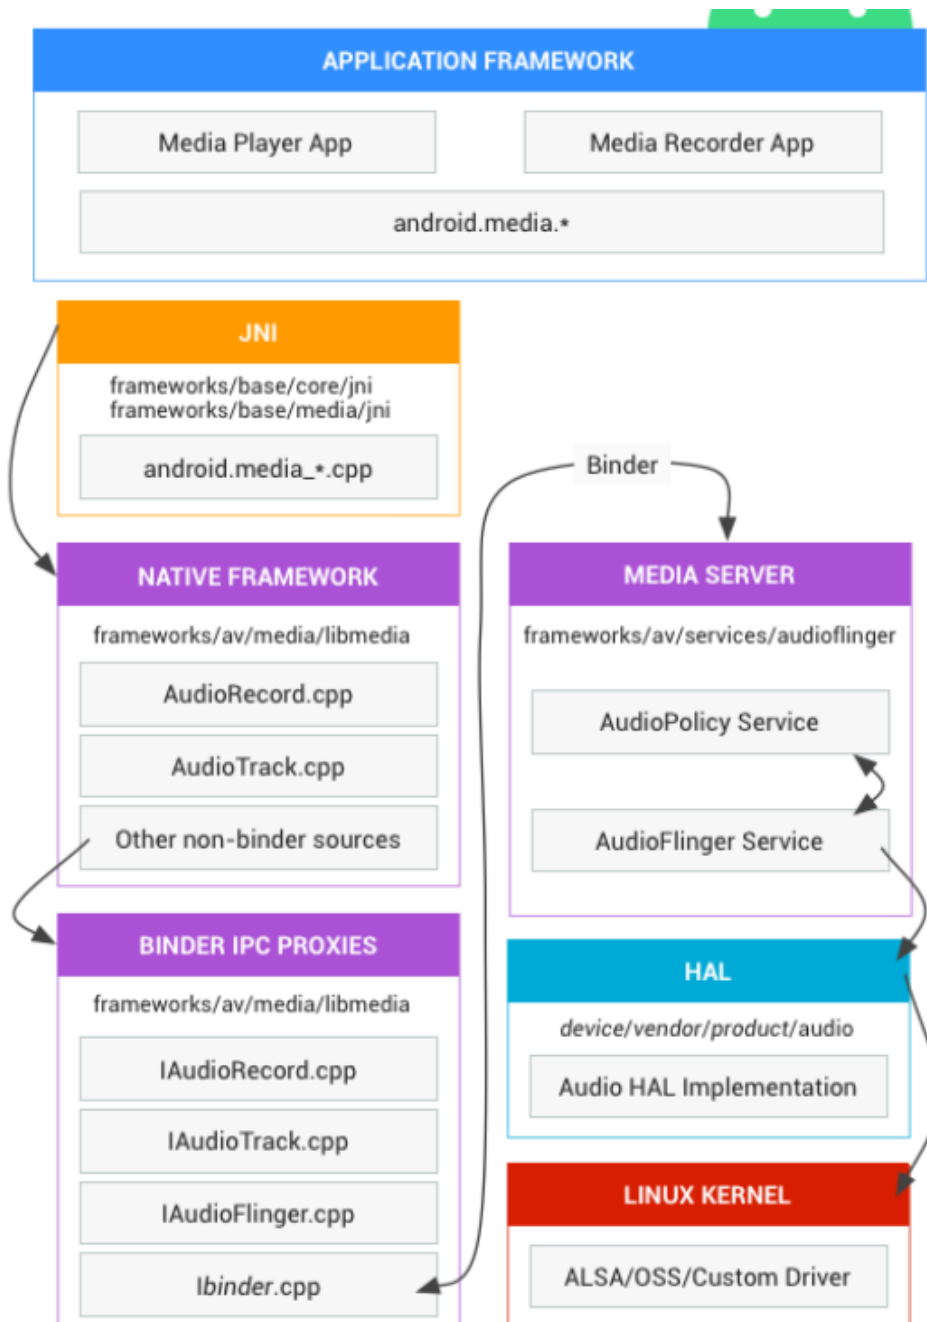 APPLICATION FRAMEWORK
Media Player App
Media Recorder App
android.media.*
JNI
frameworks/base/core/jni
frameworks/base/media/jni
android.media_*.cpp
Binder
NATIVE FRAMEWORK
frameworks/av/media/libmedia
AudioRecord.cpp
AudioTrack.cpp
Other non-binder sources
BINDER IPC PROXIES
frameworks/av/media/libmedia
IAudioRecord.cpp
IAudioTrack.cpp
IAudioFlinger.cpp
Ibinder.cpp
MEDIA SERVER
frameworks/av/services/audioflinger
AudioPolicy Service
AudioFlinger Service
HAL
device/vendor/product/audio
Audio HAL Implementation
LINUX KERNEL
ALSA/OSS/Custom Driver